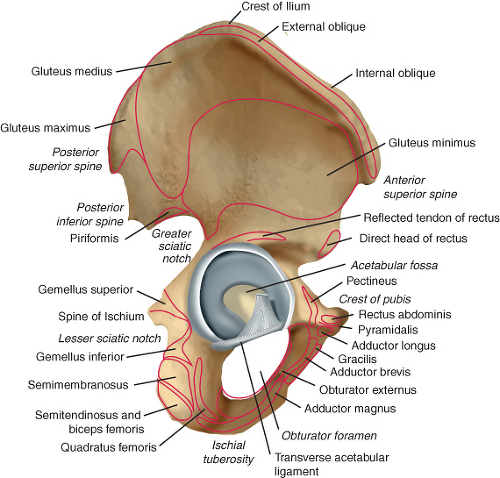 Crest of Ilium
External oblique
Gluteus medius
Internal oblique
Gluteus maximus
Gluteus minimus
Posterior
superior spine
Anterior
superior spine
Posterior
inferior spine
Reflected tendon of rectus
Piriformis
Greater
sciatic
notch
Direct head of rectus
Acetabular fossa
Pectineus
Gemellus superior
Crest of pubis
Spine of Ischium
Rectus abdominis
Pyramidalis
Lesser sciatic notch
Adductor longus
Gemellus inferior
Gracilis
Adductor brevis
Semimembranosus
Obturator externus
Adductor magnus
Semitendinosus and
biceps femoris
Obturator foramen
Quadratus femoris
Ischial
tuberosity
Transverse acetabular
ligament